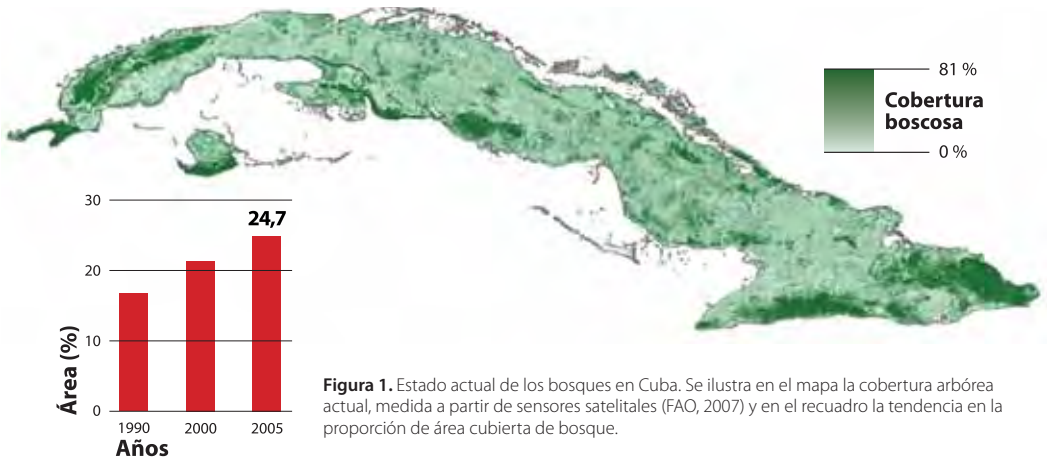 81 %
Cobertura
boscosa
0 %
30
24,7
20
10
0
Área (%)
1990 2000 2005
Años
Figura 1. Estado actual de los bosques en Cuba. Se ilustra en el mapa la cobertura arbórea
actual, medida a partir de sensores satelitales (FAO, 2007) y en el recuadro la tendencia en la
proporción de área cubierta de bosque.